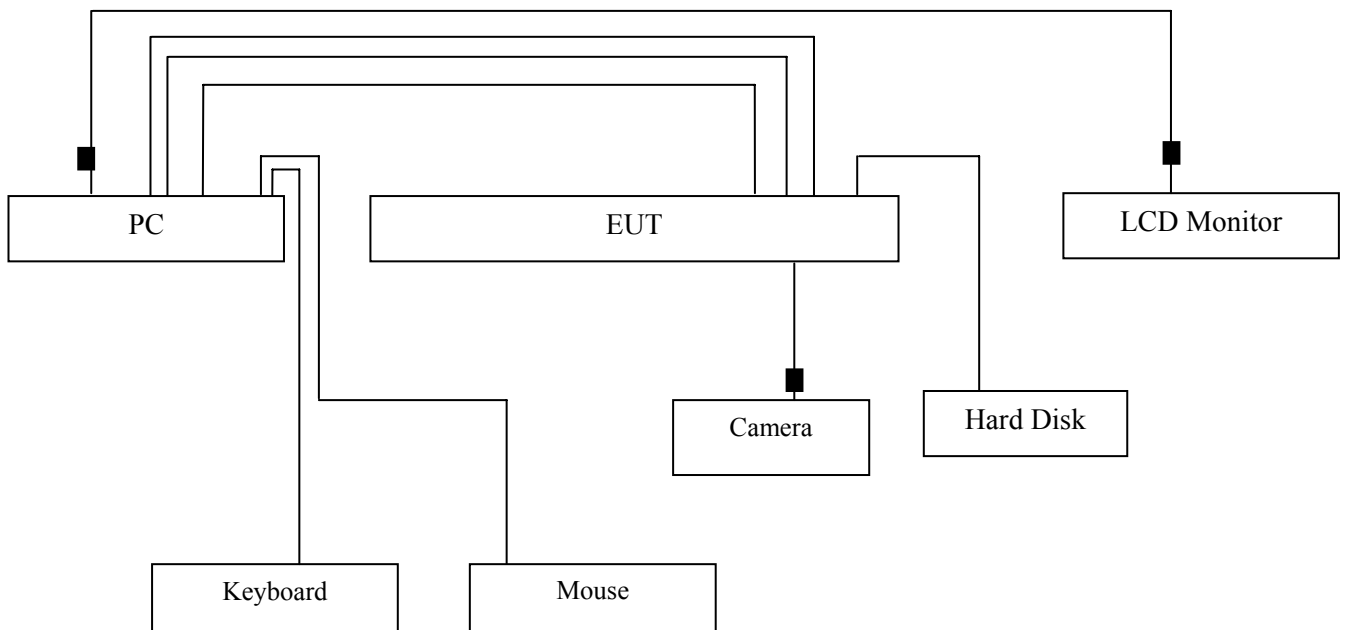 PC
EUT
LCD Monitor
Camera
Hard Disk
Keyboard
Mouse